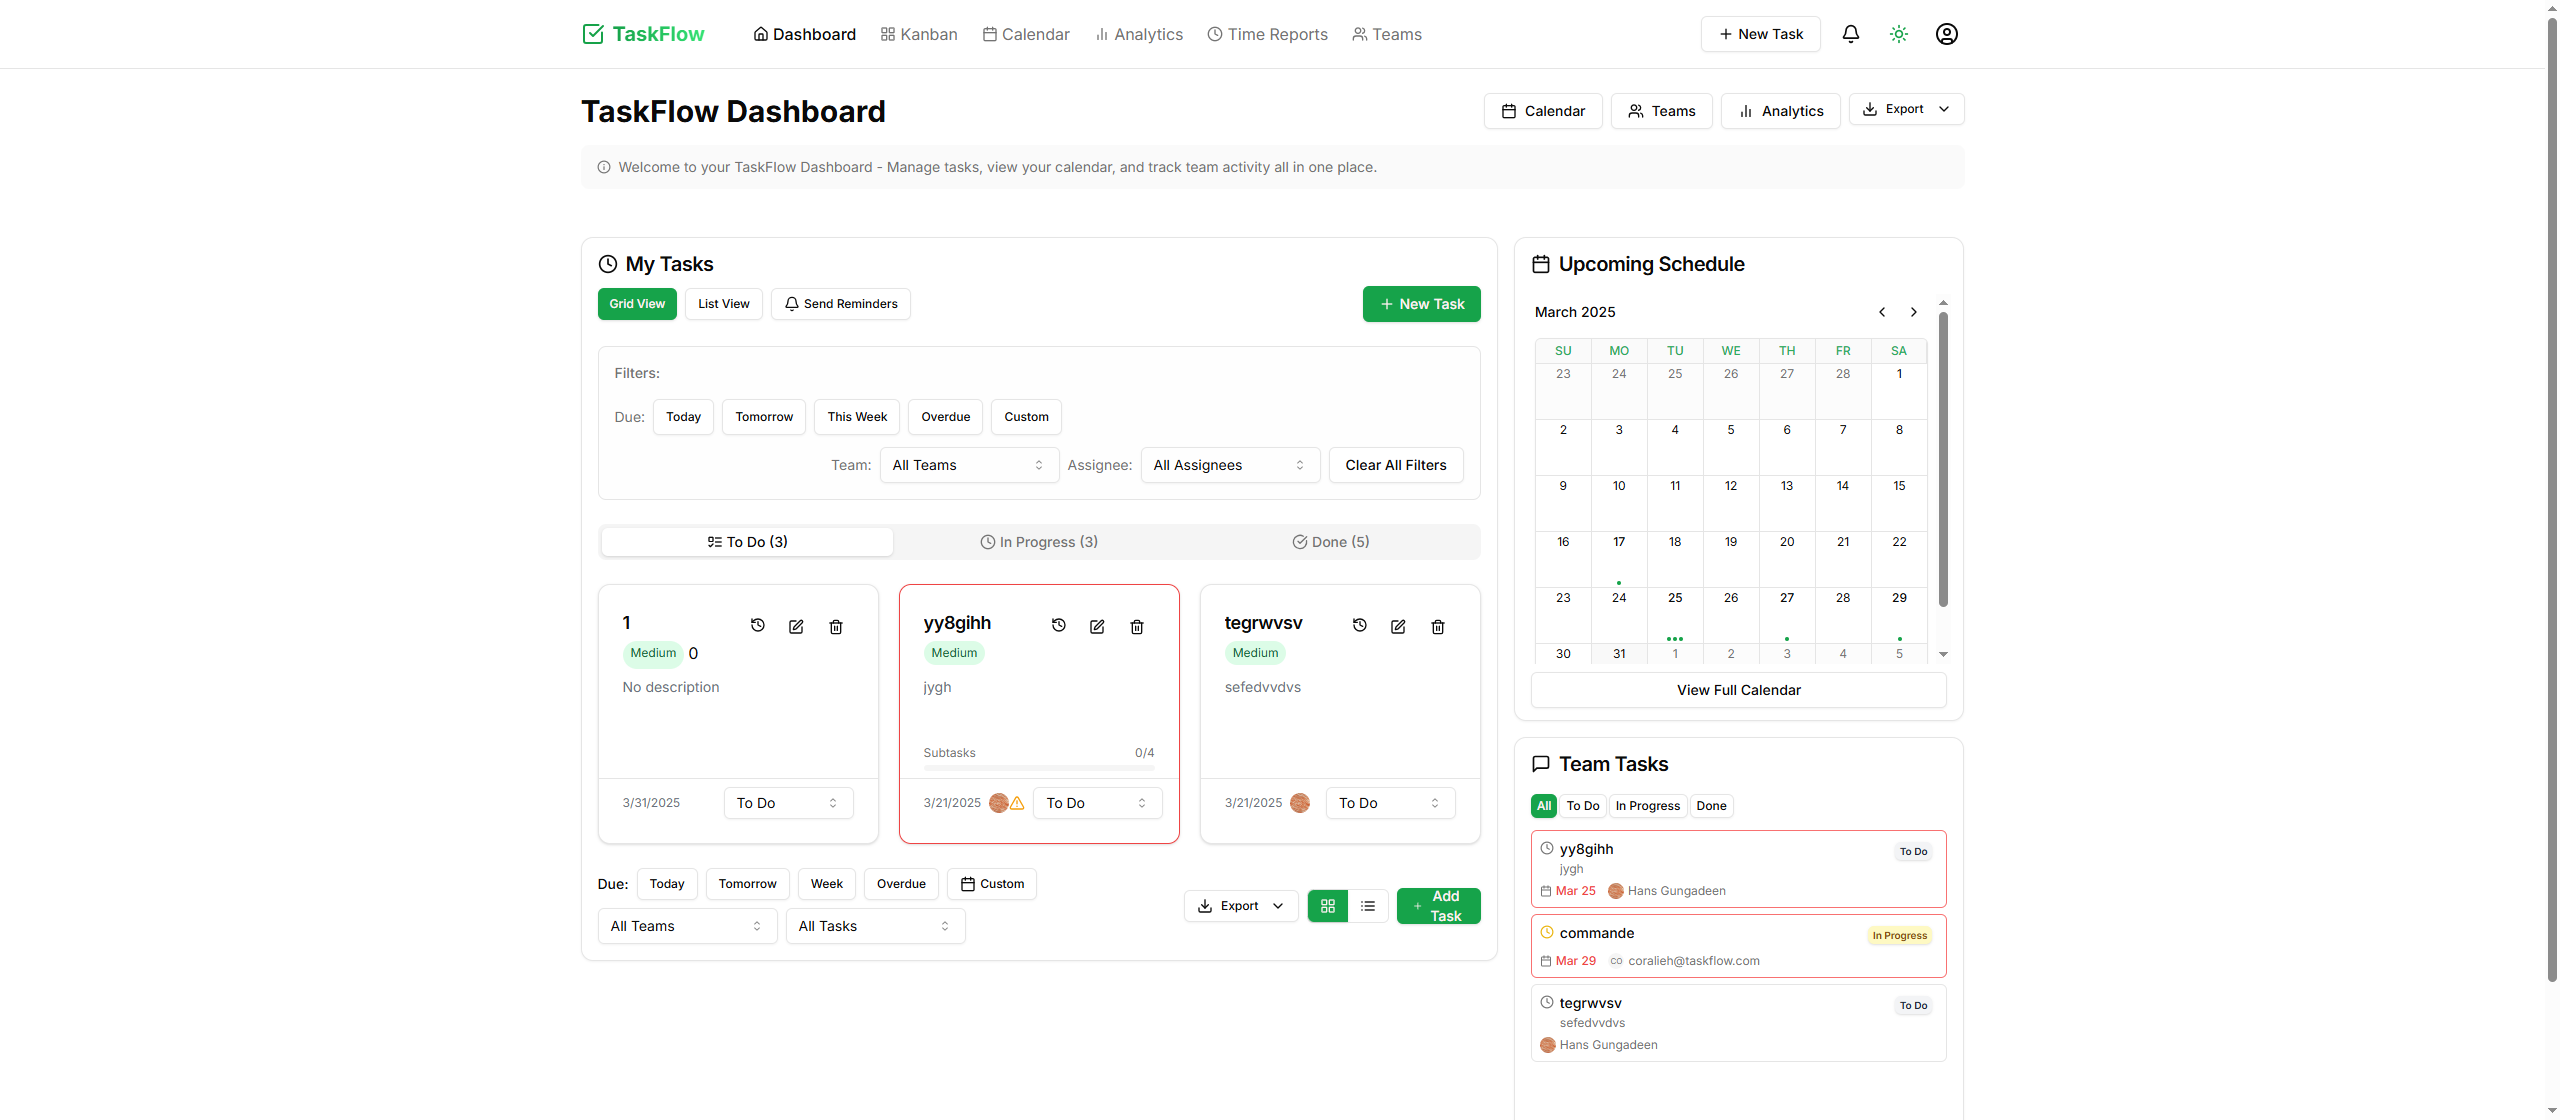 TaskFlow Dashboard Kanban Calendar Analytics Time Reports Teams New Task
TaskFlow Dashboard Calendar Teams Analytics Export
Welcome to your TaskFlow Dashboard - Manage tasks, view your calendar, and track team activity all in one place.
My Tasks
Grid View List View Send Reminders New Task
Filters:
Due: Today Tomorrow This Week Overdue Custom
Team: All Teams Assignee: All Assignees Clear All Filters
To Do (3) In Progress (3) Done (5)
1
Medium 0
No description
3/31/2025 To Do
yy8gihh
Medium
jygh
Subtasks 0/4
3/21/2025 To Do
tegrwvsv
Medium
sefedvvdvs
3/21/2025 To Do
Due: Today Tomorrow Week Overdue Custom
All Teams All Tasks
Export
Add
Task
Upcoming Schedule
March 2025
SU MO TU WE TH FR SA
23 24 25 26 27 28 1
2 3 4 5 6 7 8
9 10 11 12 13 14 15
16 17 18 19 20 21 22
23 24 25 26 27 28 29
30 31 1 2 3 4 5
View Full Calendar
Team Tasks
All To Do In Progress Done
yy8gihh To Do
jygh
Mar 25 Hans Gungadeen
commande In Progress
Mar 29 CO coralieh@taskflow.com
tegrwvsv To Do
sefedvvdvs
Hans Gungadeen